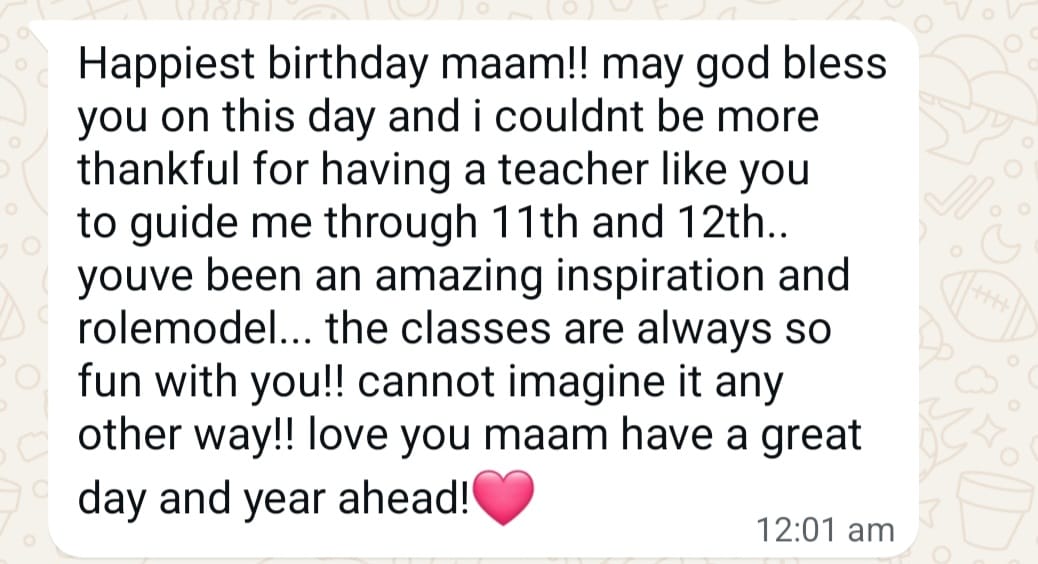 Happiest birthday maam!! may god bless
you on this day and i couldnt be more
thankful for having a teacher like you
to guide me through 11th and 12th..
youve been an amazing inspiration and
rolemodel... the classes are always so
fun with you!! cannot imagine it any
other way!! love you maam have a great
day and year ahead!💗
12:01 am